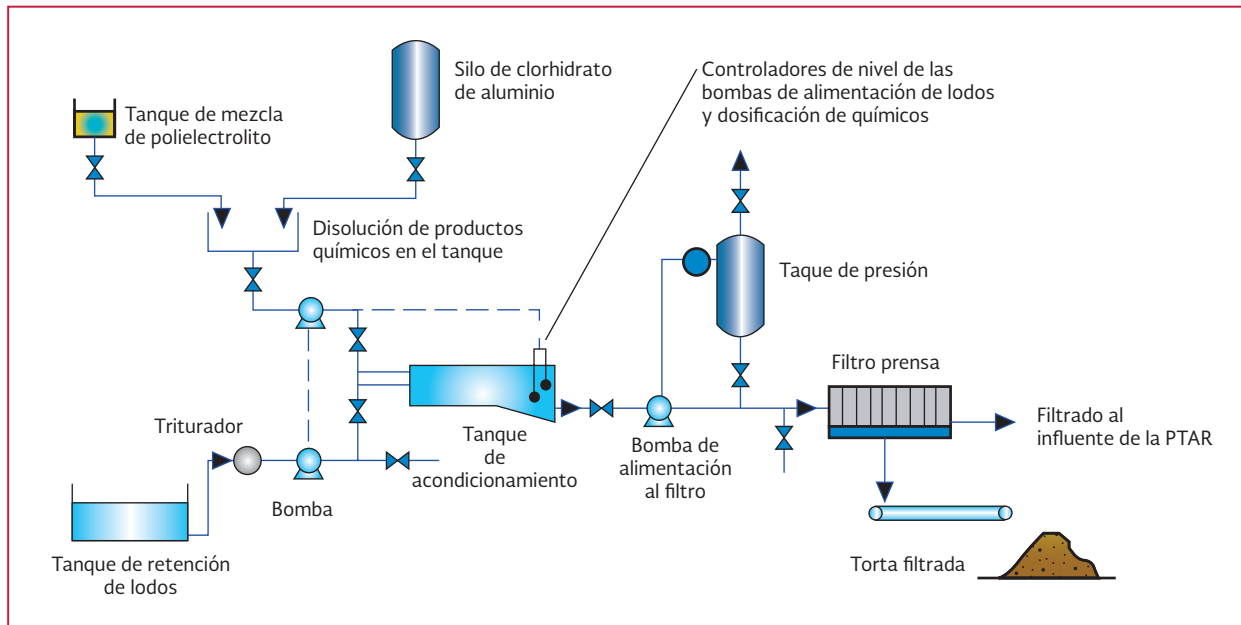 Silo de clorhidrato
de aluminio
Controladores de nivel de las
bombas de alimentación de lodos
y dosificación de químicos
Tanque de mezcla
de polielectrolito
Disolución de productos
químicos en el tanque
Taque de presión
Filtro prensa
Filtrado al
influente de la PTAR
Triturador
Tanque
de
acondicionamiento
Bomba de
alimentación
al filtro
Bomba
Tanque de retención
de lodos
Torta filtrada